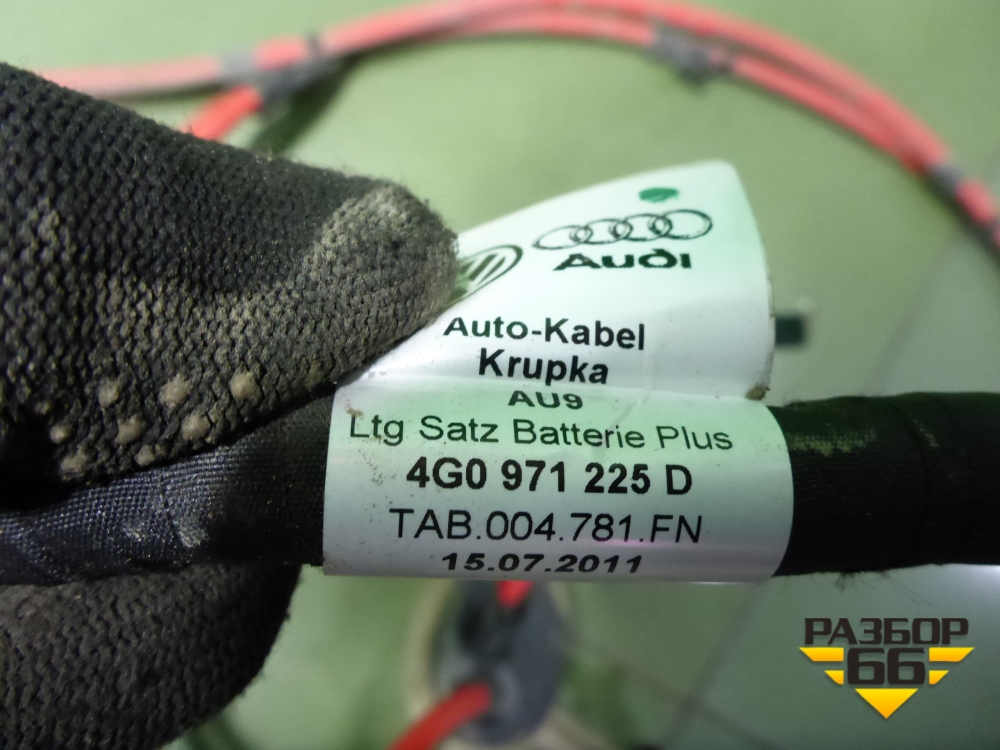 AUDI
Auto-Kabel
Krupka
AU9
Ltg Satz Batterie Plus
4G0 971 225 D
TAB.004.781.FN
15.07.2011
РАЗБОР
66